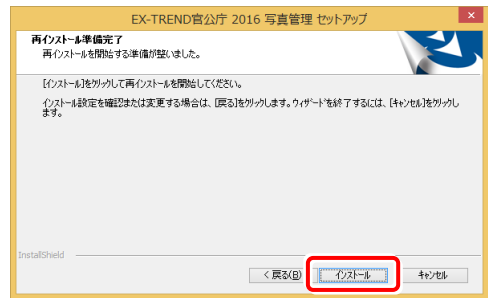 EX-TREND官公庁 2016 写真管理 セットアップ
再インストール準備完了
再インストールを開始する準備が整いました。
[インストール]をクリックして再インストールを開始してください。
インストール設定を確認または変更する場合は、[戻る]をクリックします。ウィザードを終了するには、[キャンセル]をクリックし
ます。
InstallShield
< 戻る(B)
インストール
キャンセル